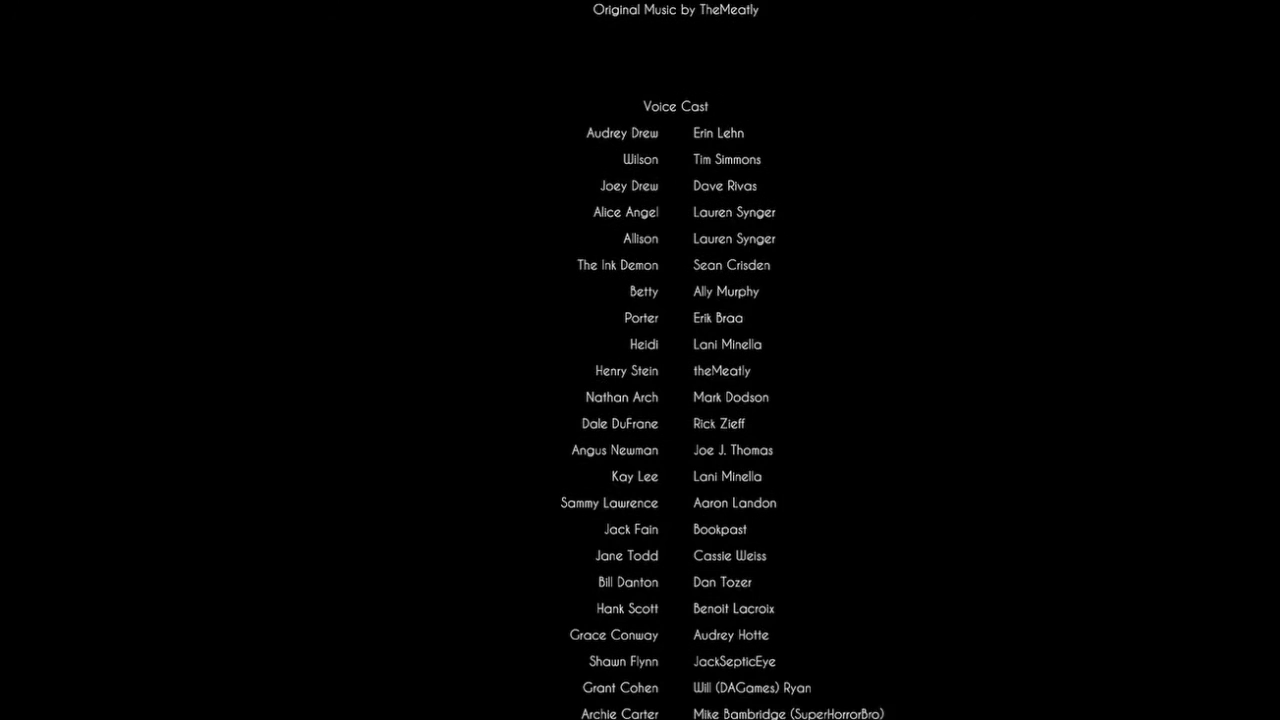 Original Music by TheMeatly
Voice Cast
Audrey Drew Erin Lehn
Wilson Tim Simmons
Joey Drew Dave Rivas
Alice Angel Lauren Synger
Allison Lauren Synger
The Ink Demon Sean Crisden
Betty Ally Murphy
Porter Erik Braa
Heidi Lani Minella
Henry Stein theMeatly
Nathan Arch Mark Dodson
Dale DuFrane Rick Zieff
Angus Newman Joe J. Thomas
Kay Lee Lani Minella
Sammy Lawrence Aaron Landon
Jack Fain Bookpast
Jane Todd Cassie Weiss
Bill Danton Dan Tozer
Hank Scott Benoit Lacroix
Grace Conway Audrey Hotte
Shawn Flynn JackSepticEye
Grant Cohen Will (DAGames) Ryan
Archie Carter Mike Bambridge (SuperHorrorBro)